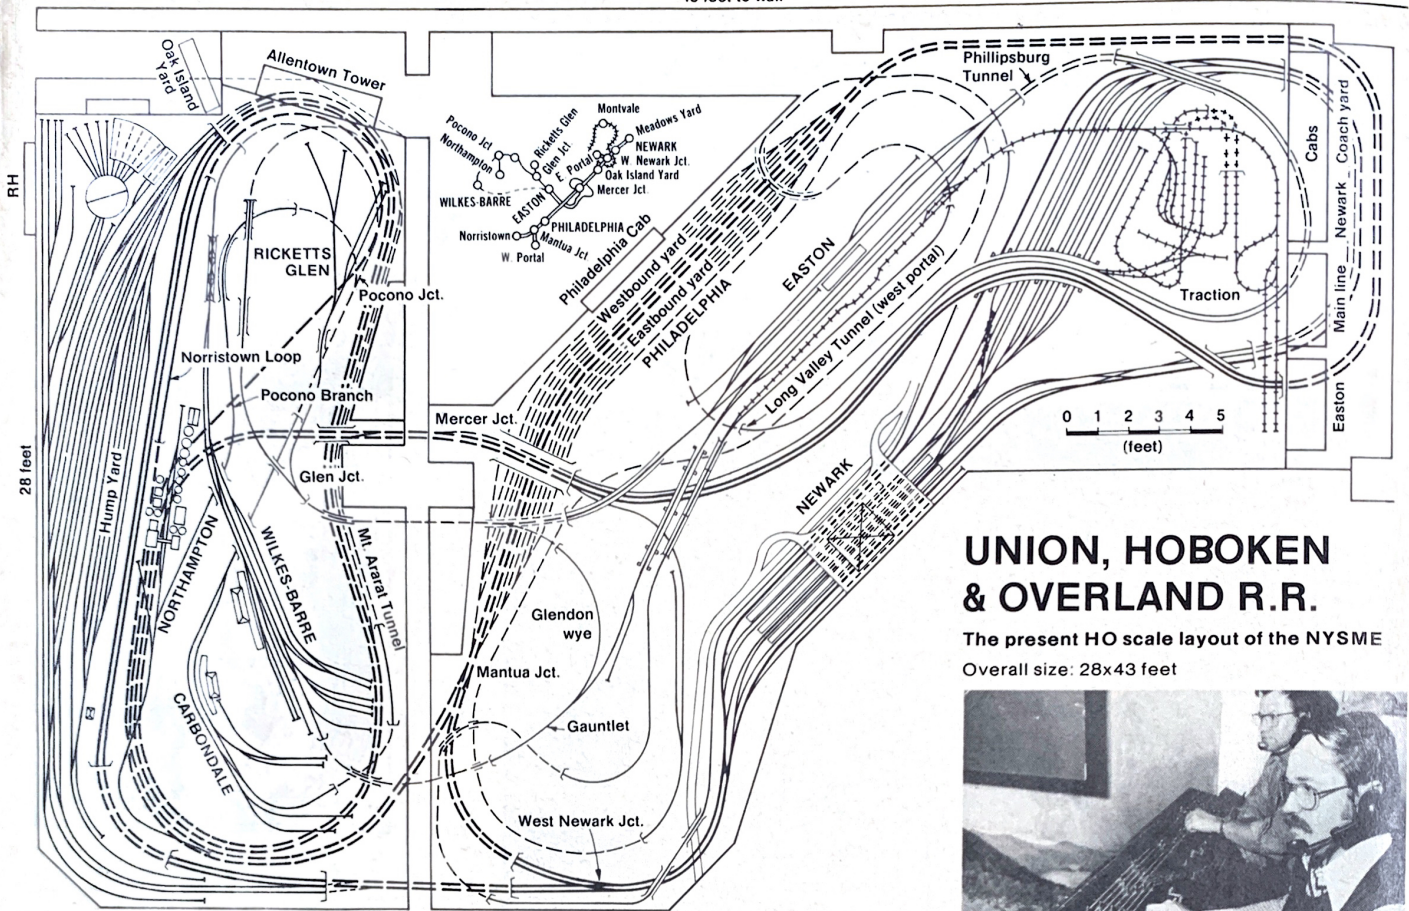 Oak Island
Yard
Allentown Tower
RH
28 feet
Hump Yard
RICKETTS
GLEN
Pocono Jct.
Norristown Loop
Pocono Branch
Glen Jct.
NORTHAMPTON
WILKES-BARRE
Mt. Ararat Tunnel
CARBONDALE
Pocono Jct
Northampton
WILKES-BARRE
Ricketts Glen
Glen Jct
EASTON
E. Portal
Montvale
Meadows Yard
NEWARK
W. Newark Jct.
Oak Island Yard
Mercer Jct.
PHILADELPHIA
Norristown
Mantua Jct
W. Portal
Philadelphia Cab
Westbound yard
Eastbound yard
PHILADELPHIA
Mercer Jct.
Phillipsburg
Tunnel
EASTON
Long Valley Tunnel (west portal)
NEWARK
Traction
Cabs
Coach yard
Newark
Main line
Easton
0 1 2 3 4 5
(feet)
Glendon
wye
Mantua Jct.
Gauntlet
West Newark Jct.
UNION, HOBOKEN
& OVERLAND R.R.
The present HO scale layout of the NYSME
Overall size: 28x43 feet